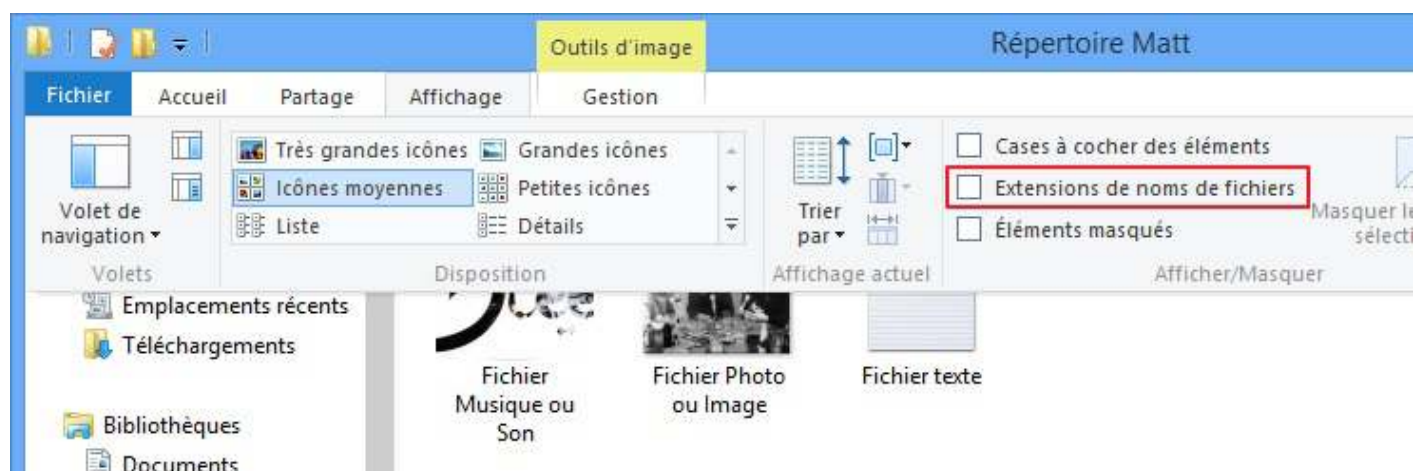 Outils d'image
Répertoire Matt
Fichier Accueil Partage Affichage Gestion
Très grandes icônes Grandes icônes
Icônes moyennes Petites icônes
Liste Détails
Volet de
navigation
Trier
par
Cases à cocher des éléments
Extensions de noms de fichiers
Éléments masqués
Masquer le
sélecti
Volets Disposition Affichage actuel Afficher/Masquer
Emplacements récents
Téléchargements
Bibliothèques
Documents
Fichier
Musique ou
Son
Fichier Photo
ou Image
Fichier texte